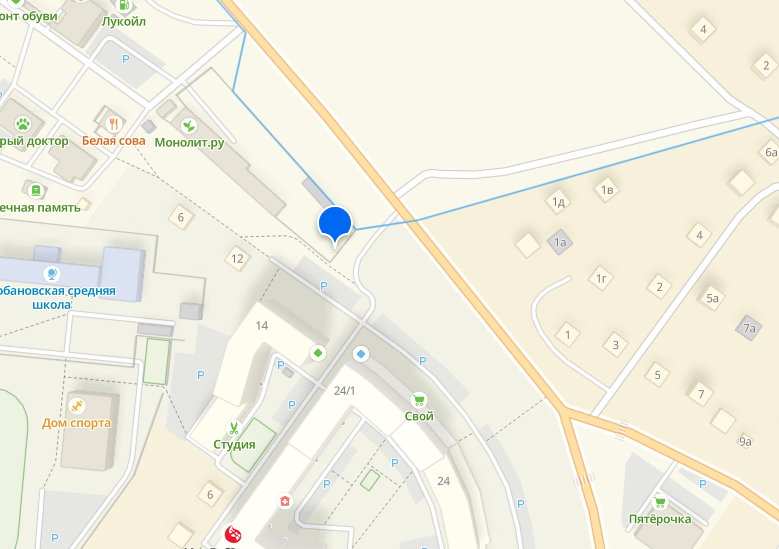 онт обуви
Лукойл
P
4
2
Белая сова
Монолит.ру
рый доктор
6а
ечная память
6
1д
1в
1а
4
12
обановская средняя
школа
P
1г
2
5а
14
7а
1
3
P
P
P
5
24/1
7
P
Свой
Дом спорта
Студия
9а
P
24
P
P
6
P
Пятёрочка
P
P